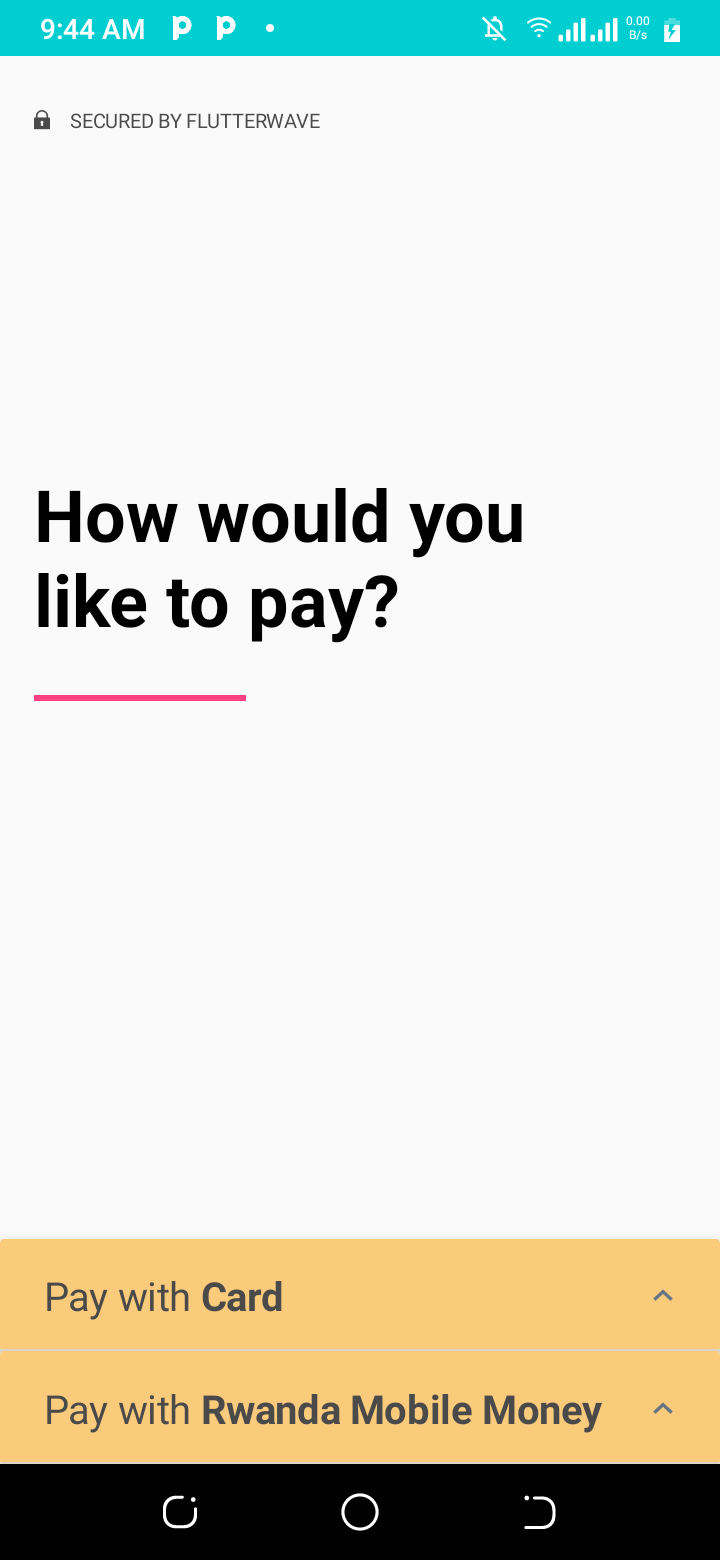 9:44 AM
0.00
B/s
SECURED BY FLUTTERWAVE
How would you
like to pay?
Pay with Card
Pay with Rwanda Mobile Money